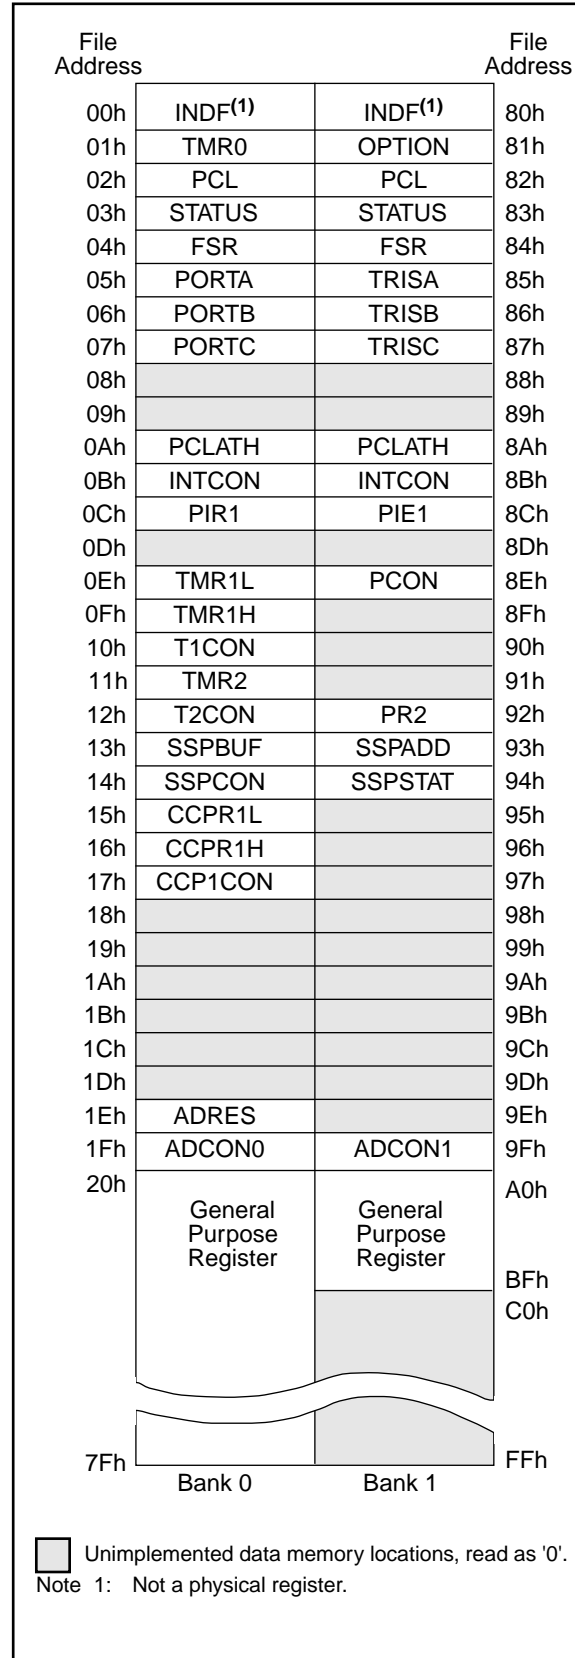 File Address File Address
00h INDF(1) INDF(1) 80h
01h TMR0 OPTION 81h
02h PCL PCL 82h
03h STATUS STATUS 83h
04h FSR FSR 84h
05h PORTA TRISA 85h
06h PORTB TRISB 86h
07h PORTC TRISC 87h
08h 88h
09h 89h
0Ah PCLATH PCLATH 8Ah
0Bh INTCON INTCON 8Bh
0Ch PIR1 PIE1 8Ch
0Dh 8Dh
0Eh TMR1L PCON 8Eh
0Fh TMR1H 8Fh
10h T1CON 90h
11h TMR2 91h
12h T2CON PR2 92h
13h SSPBUF SSPADD 93h
14h SSPCON SSPSTAT 94h
15h CCPR1L 95h
16h CCPR1H 96h
17h CCP1CON 97h
18h 98h
19h 99h
1Ah 9Ah
1Bh 9Bh
1Ch 9Ch
1Dh 9Dh
1Eh ADRES 9Eh
1Fh ADCON0 ADCON1 9Fh
20h A0h
General General
Purpose Purpose
Register Register
BFh
C0h
7Fh FFh
Bank 0 Bank 1
Unimplemented data memory locations, read as '0'.
Note 1: Not a physical register.